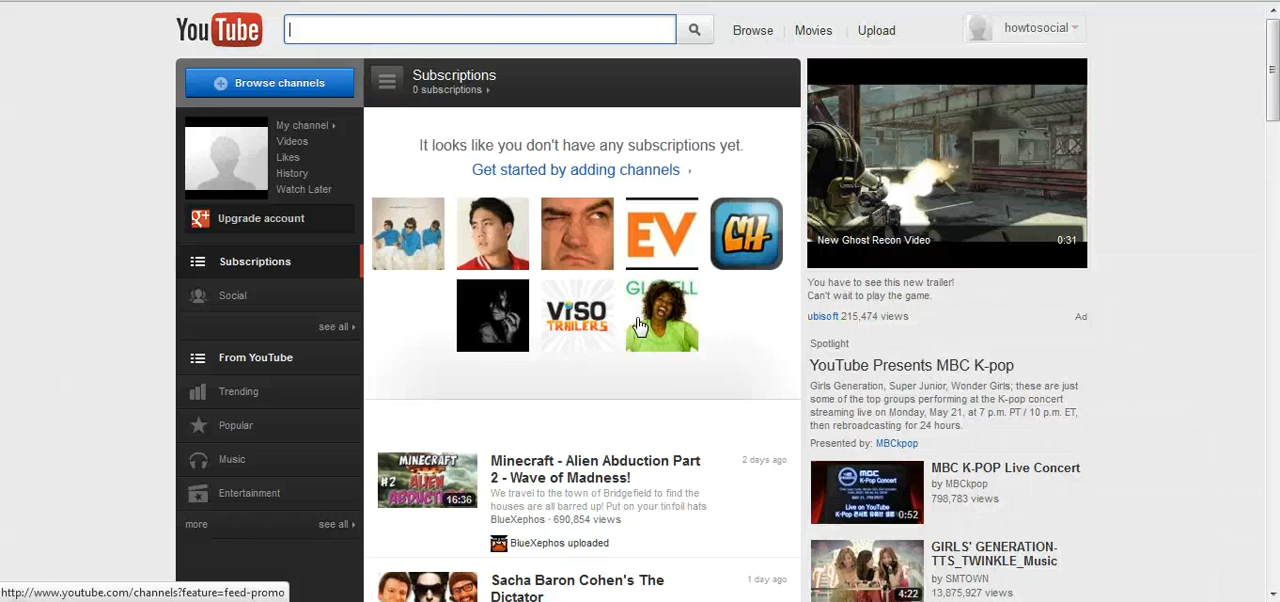 YouTube
Browse
Movies
Upload
howtosocial
Browse channels
My channel
Videos
Likes
History
Watch Later
Upgrade account
Subscriptions
Social
see all
From YouTube
Trending
Popular
Music
Entertainment
more
see all
Subscriptions
0 subscriptions
It looks like you don't have any subscriptions yet.
Get started by adding channels
EV
CH
VISO
TRAILERS
MINECRAFT
#2 ALIEN
ABDUCTION
16:36
Minecraft - Alien Abduction Part
2 - Wave of Madness!
2 days ago
We travel to the town of Bridgefield to find the
houses are all barred up! Put on your tinfoil hats
BlueXephos · 690,854 views
BlueXephos uploaded
Sacha Baron Cohen's The
Dictator
1 day ago
New Ghost Recon Video
0:31
You have to see this new trailer!
Can't wait to play the game.
ubisoft 215,474 views
Ad
Spotlight
YouTube Presents MBC K-pop
Girls Generation, Super Junior, Wonder Girls; these are just
some of the top groups performing at the K-pop concert
streaming live on Monday, May 21, at 7 p.m. PT / 10 p.m. ET,
then rebroadcasting for 24 hours.
Presented by: MBCkpop
0:52
MBC K-POP Live Concert
by MBCkpop
798,783 views
4:22
GIRLS' GENERATION-
TTS_TWINKLE_Music
by SMTOWN
13,875,927 views
http://www.youtube.com/channels?feature=feed-promo